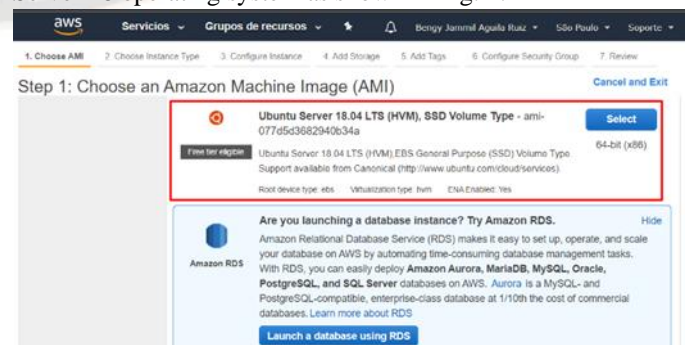 aws Servicios Grupos de recursos Bengy Jammil Aguila Ruiz São Paulo Soporte
1. Choose AMI 2. Choose Instance Type 3. Configure Instance 4. Add Storage 5. Add Tags 6. Configure Security Group 7. Review
Step 1: Choose an Amazon Machine Image (AMI) Cancel and Exit
Ubuntu Server 18.04 LTS (HVM), SSD Volume Type - ami-
077d5d3682940b34a
Select
Free tier eligible
Ubuntu Server 18.04 LTS (HVM),EBS General Purpose (SSD) Volume Type.
64-bit (x86)
Support available from Canonical (http://www.ubuntu.com/cloud/services).
Root device type: ebs Virtualization type: hvm ENA Enabled: Yes
Are you launching a database instance? Try Amazon RDS. Hide
Amazon RDS
Amazon Relational Database Service (RDS) makes it easy to set up, operate, and scale
your database on AWS by automating time-consuming database management tasks.
With RDS, you can easily deploy Amazon Aurora, MariaDB, MySQL, Oracle,
PostgreSQL, and SQL Server databases on AWS. Aurora is a MySQL- and
PostgreSQL-compatible, enterprise-class database at 1/10th the cost of commercial
databases. Learn more about RDS
Launch a database using RDS